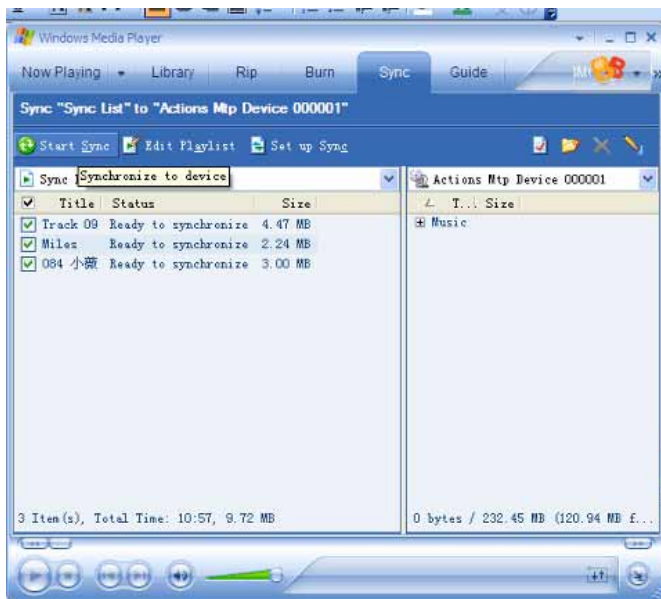 Windows Media Player
Now Playing Library Rip Burn Sync Guide
Sync "Sync List" to "Actions Mtp Device 000001"
Start Sync Edit Playlist Set up Sync
Sync Synchronize to device Actions Mtp Device 000001
Title Status Size T... Size
Track 09 Ready to synchronize 4.47 MB Music
Miles Ready to synchronize 2.24 MB
084 小薇 Ready to synchronize 3.00 MB
3 Item(s), Total Time: 10:57, 9.72 MB 0 bytes / 232.45 MB (120.94 MB f...